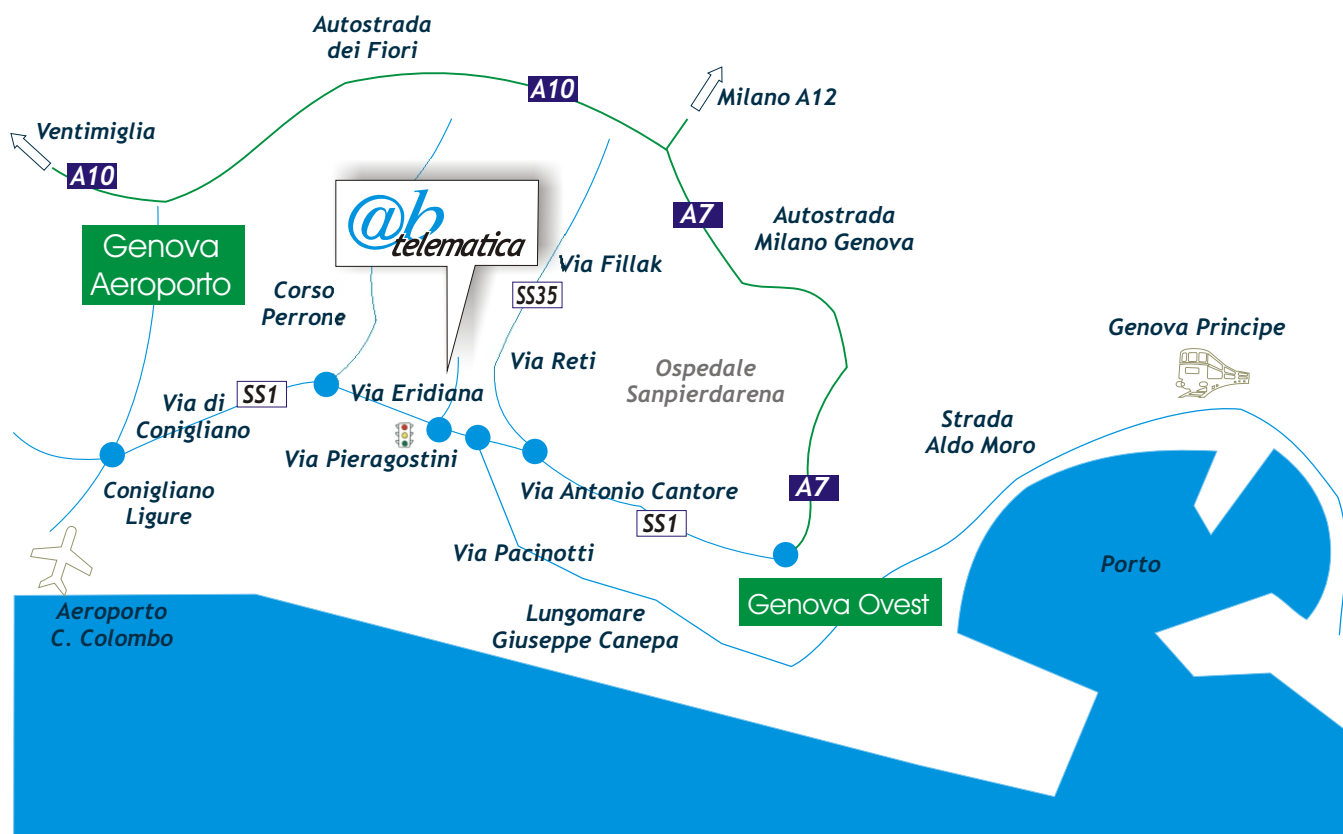 Autostrada
dei Fiori
A10
Milano A12
Ventimiglia
A10
A7
Autostrada
Milano Genova
@b
telematica
Genova
Aeroporto
Via Fillak
SS35
Corso
Perrone
Genova Principe
Via Reti
Ospedale
Sanpierdarena
Via Eridiana
SS1
Via di
Conigliano
Strada
Aldo Moro
Via Pieragostini
Conigliano
Ligure
Via Antonio Cantore
A7
SS1
Via Pacinotti
Porto
Genova Ovest
Aeroporto
C. Colombo
Lungomare
Giuseppe Canepa